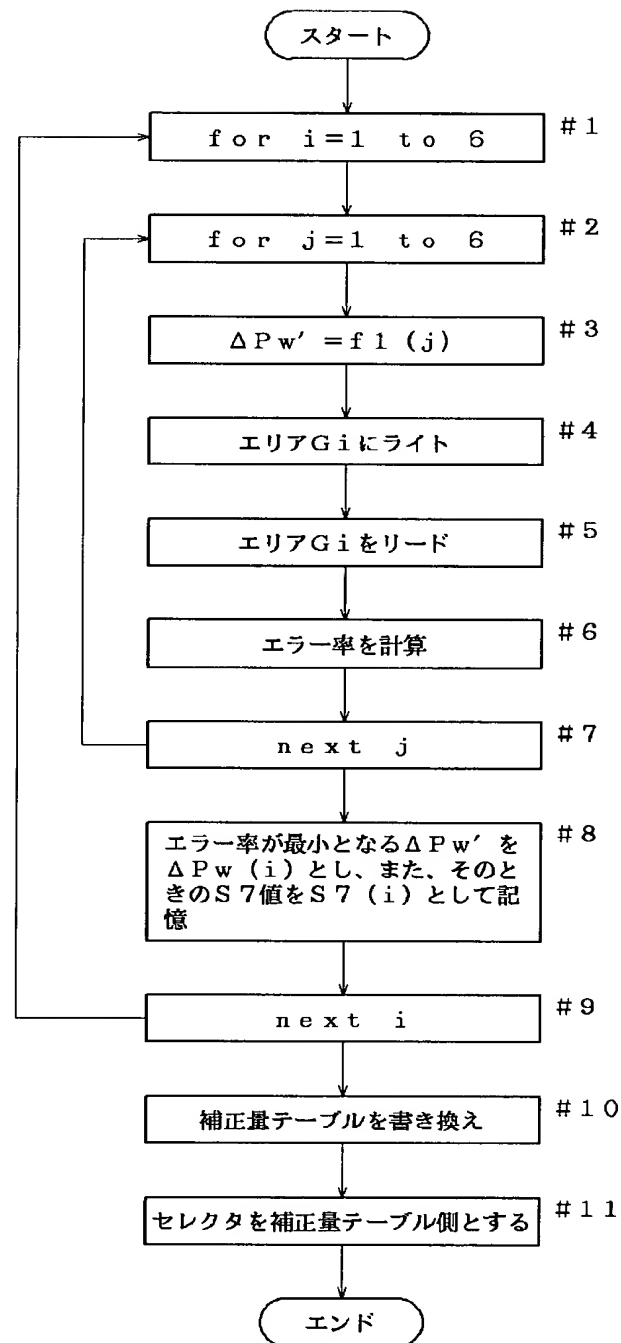 スタート
for i=1 to 6 #1
for j=1 to 6 #2
ΔPw′=f1(j) #3
エリアGiにライト #4
エリアGiをリード #5
エラー率を計算 #6
next j #7
エラー率が最小となるΔPw′を #8
ΔPw(i)とし、また、そのと
きのS7値をS7(i)として記
憶
next i #9
補正量テーブルを書き換え #10
セレクタを補正量テーブル側とする #11
エンド